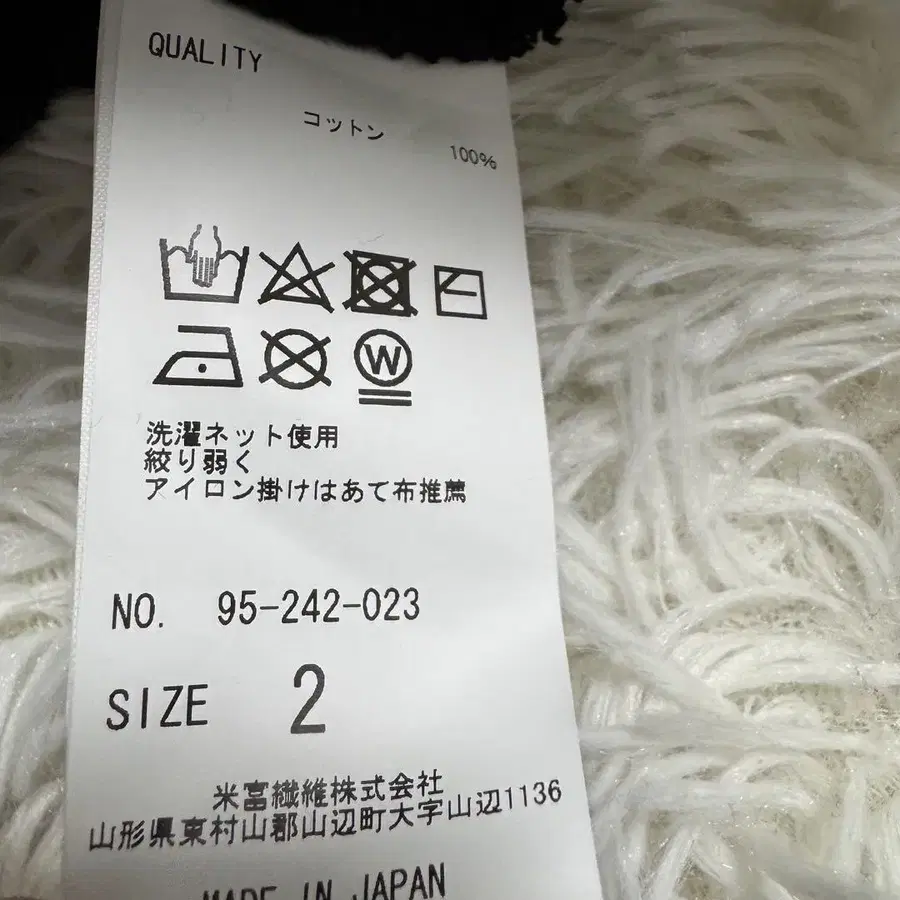 QUALITY
コットン
100%
W
洗濯ネット使用
絞り弱く
アイロン掛けはあて布推薦
NO. 95-242-023
SIZE 2
米富繊維株式会社
山形県東村山郡山辺町大字山辺1136
MADE IN JAPAN